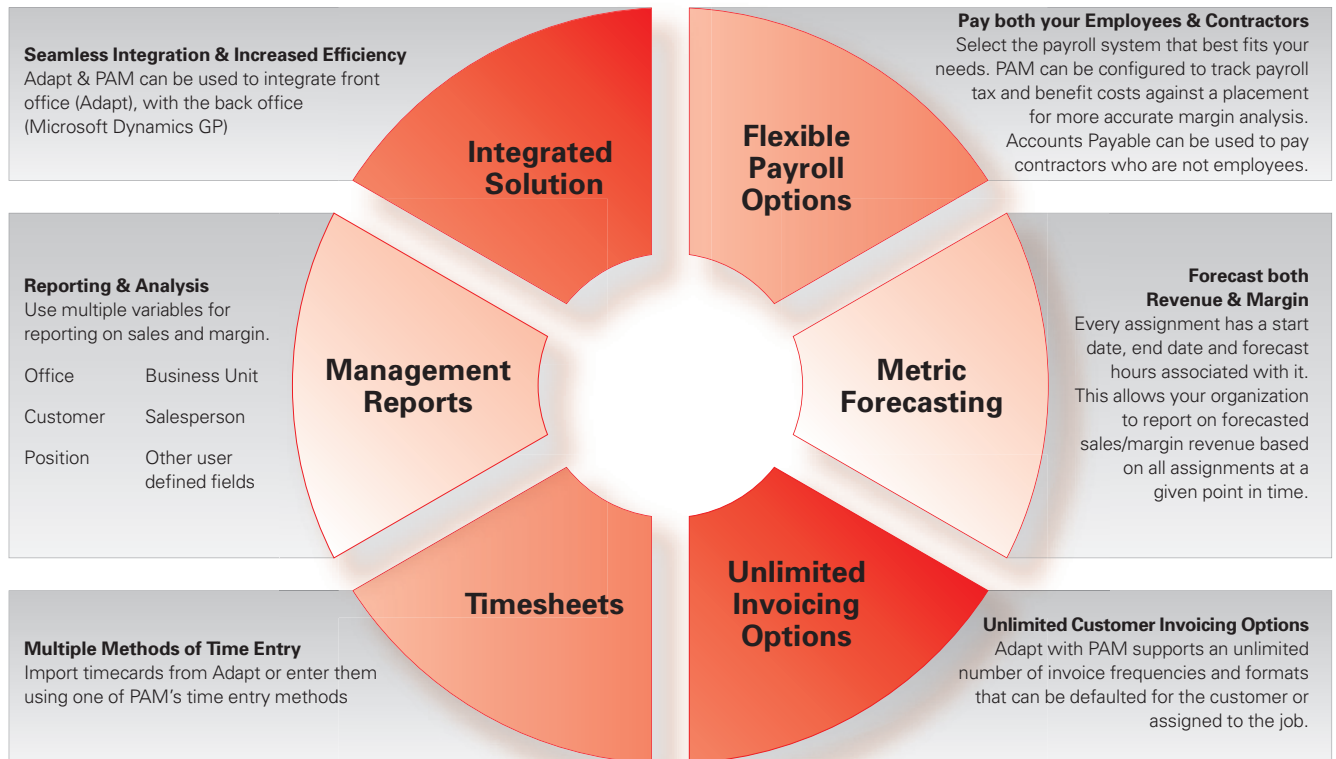 Seamless Integration & Increased Efficiency
Adapt & PAM can be used to integrate front
office (Adapt), with the back office
(Microsoft Dynamics GP)
Integrated
Solution
Flexible
Payroll
Options
Pay both your Employees & Contractors
Select the payroll system that best fits your
needs. PAM can be configured to track payroll
tax and benefit costs against a placement
for more accurate margin analysis.
Accounts Payable can be used to pay
contractors who are not employees.
Reporting & Analysis
Use multiple variables for
reporting on sales and margin.
Office Business Unit
Customer Salesperson
Position Other user
defined fields
Management
Reports
Metric
Forecasting
Forecast both
Revenue & Margin
Every assignment has a start
date, end date and forecast
hours associated with it.
This allows your organization
to report on forecasted
sales/margin revenue based
on all assignments at a
given point in time.
Multiple Methods of Time Entry
Import timecards from Adapt or enter them
using one of PAM's time entry methods
Timesheets
Unlimited
Invoicing
Options
Unlimited Customer Invoicing Options
Adapt with PAM supports an unlimited
number of invoice frequencies and formats
that can be defaulted for the customer or
assigned to the job.